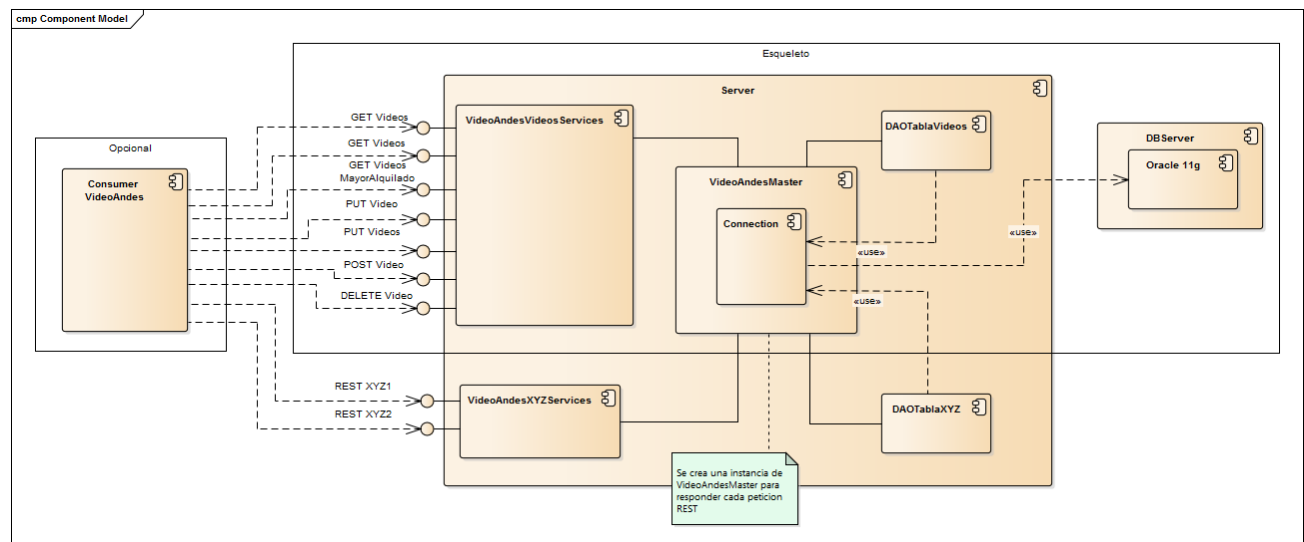 cmp Component Model
Esqueleto
Server
Opcional
Consumer
VideoAndes
GET Videos
GET Videos
GET Videos
MayorAlquilado
PUT Video
PUT Videos
POST Video
DELETE Video
VideoAndesVideosServices
VideoAndesMaster
Connection
DAOTablaVideos
«use»
«use»
«use»
DBServer
Oracle 11g
REST XYZ1
REST XYZ2
VideoAndesXYZServices
DAOTablaXYZ
Se crea una instancia de
VideoAndesMaster para
responder cada peticion
REST